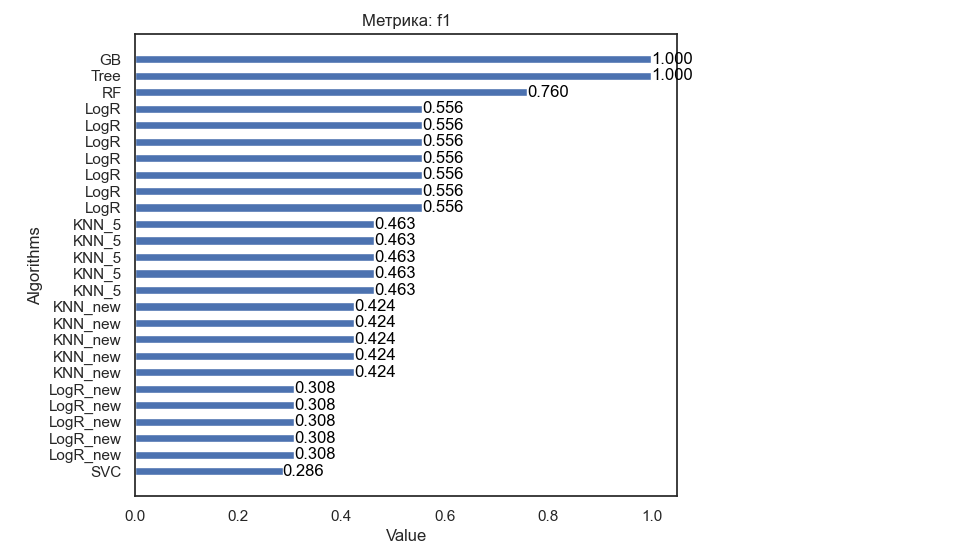 Метрика: f1
GB 1.000
Tree 1.000
RF 0.760
LogR 0.556
LogR 0.556
LogR 0.556
LogR 0.556
LogR 0.556
LogR 0.556
LogR 0.556
KNN_5 0.463
KNN_5 0.463
KNN_5 0.463
KNN_5 0.463
KNN_5 0.463
KNN_new 0.424
KNN_new 0.424
KNN_new 0.424
KNN_new 0.424
KNN_new 0.424
LogR_new 0.308
LogR_new 0.308
LogR_new 0.308
LogR_new 0.308
LogR_new 0.308
SVC 0.286
Algorithms
0.0 0.2 0.4 0.6 0.8 1.0
Value